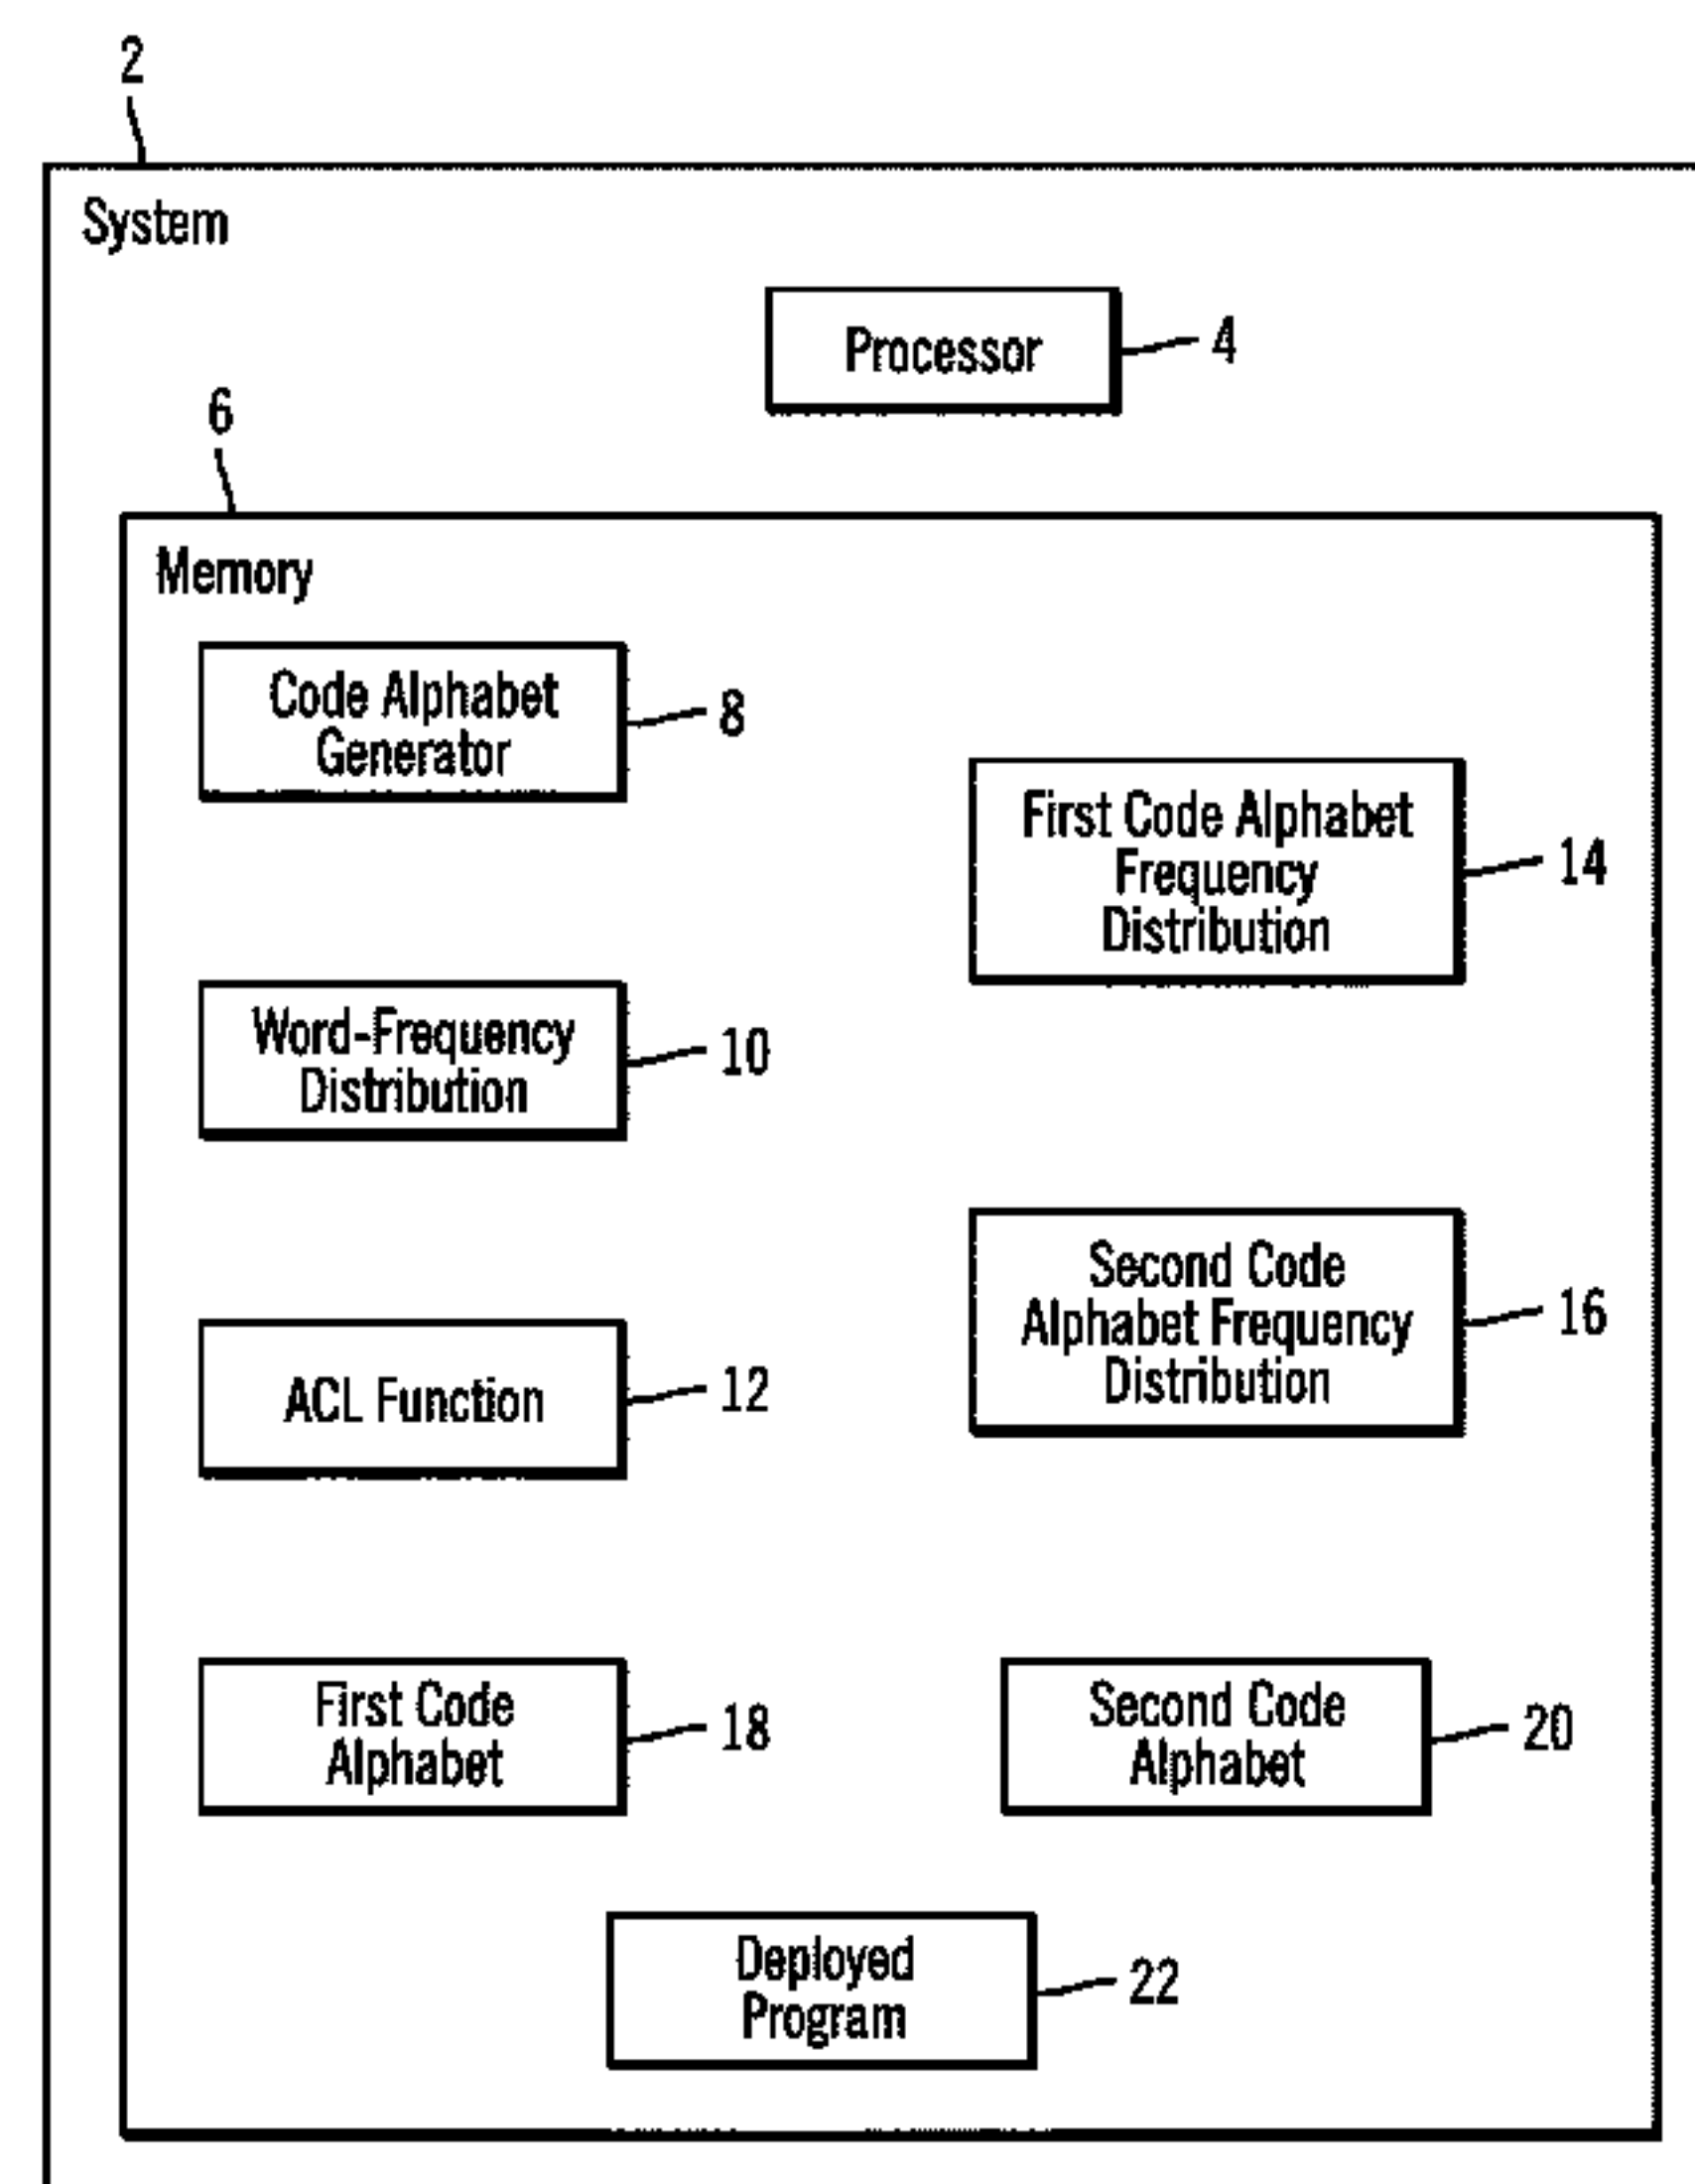 2
System
Processor
4
6
Memory
Code Alphabet
Generator
8
First Code Alphabet
Frequency
Distribution
14
Word-Frequency
Distribution
10
Second Code
Alphabet Frequency
Distribution
16
ACL Function
12
First Code
Alphabet
18
Second Code
Alphabet
20
Deployed
Program
22